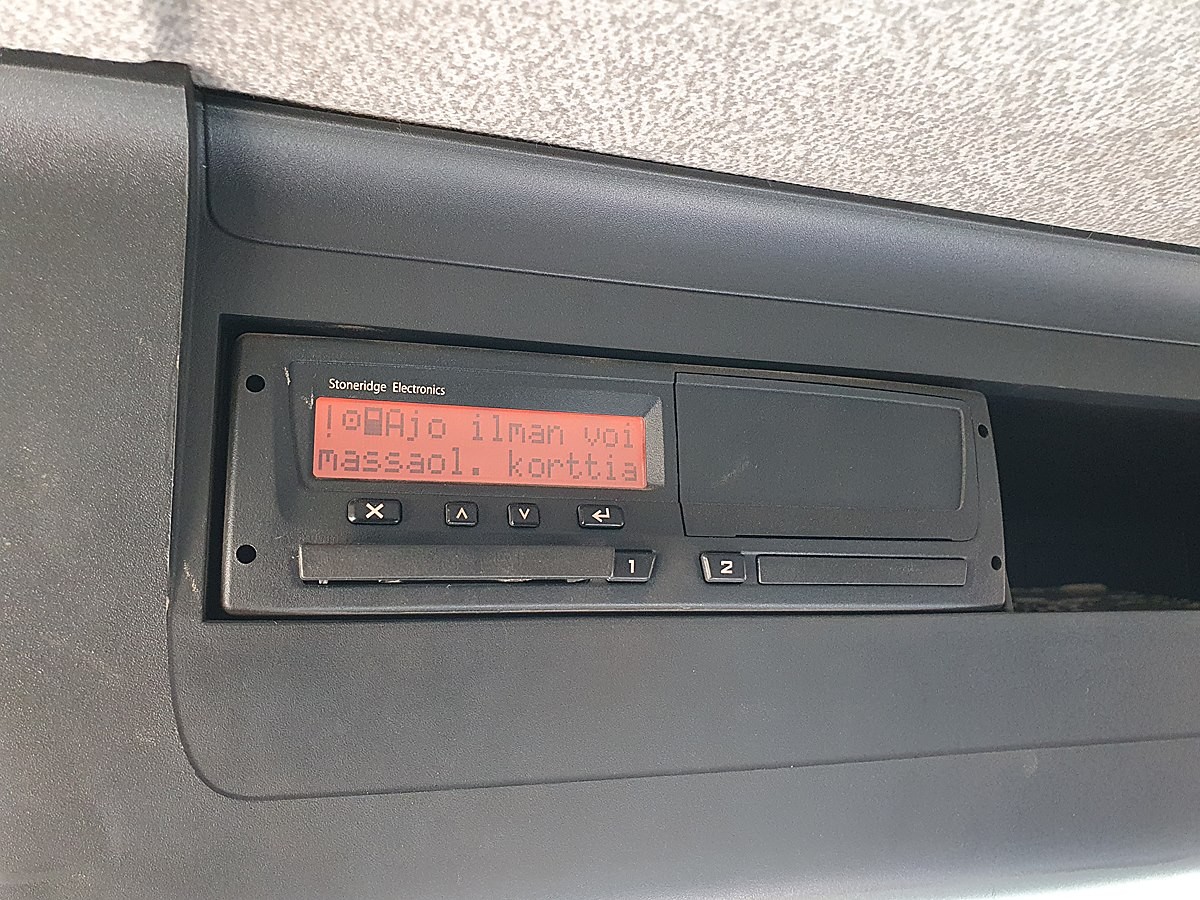 Stoneridge Electronics
!⊙Ajo ilman voi
massaol. korttia
1
2